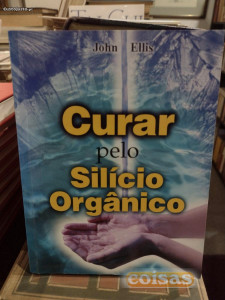 John Ellis
Curar
pelo
Silício
Orgânico
coisas